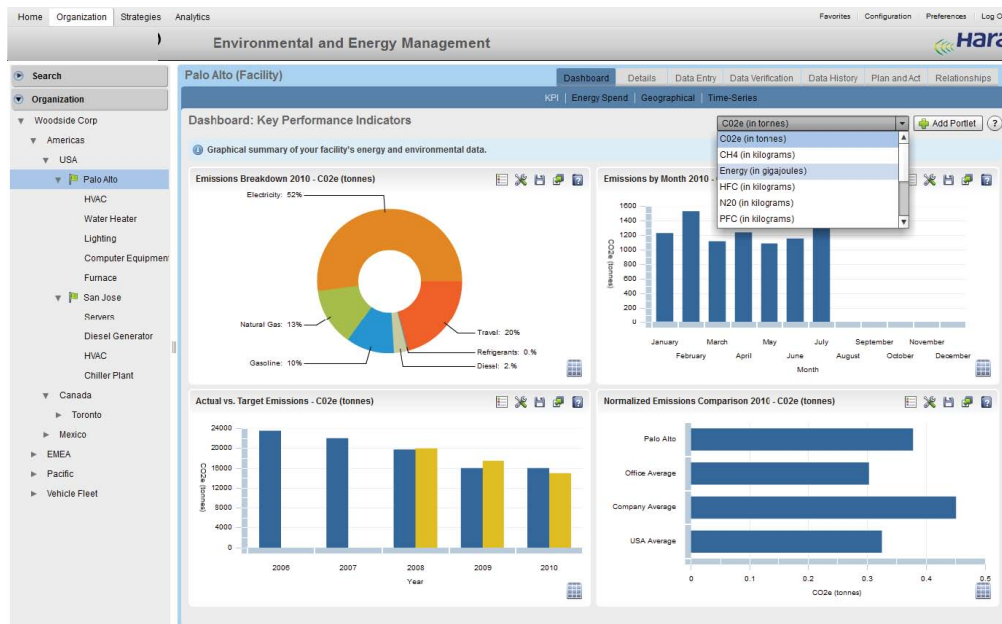 Home Organization Strategies Analytics
Favorites Configuration Preferences Log O
Environmental and Energy Management
Hara
Search
Organization
Woodside Corp
Americas
USA
Palo Alto
HVAC
Water Heater
Lighting
Computer Equipment
Furnace
San Jose
Servers
Diesel Generator
HVAC
Chiller Plant
Canada
Toronto
Mexico
EMEA
Pacific
Vehicle Fleet
Palo Alto (Facility)
Dashboard Details Data Entry Data Verification Data History Plan and Act Relationships
KPI | Energy Spend | Geographical | Time-Series
Dashboard: Key Performance Indicators
C02e (in tonnes)
Add Portlet ?
C02e (in tonnes)
CH4 (in kilograms)
Energy (in gigajoules)
HFC (in kilograms)
N20 (in kilograms)
PFC (in kilograms)
Graphical summary of your facility's energy and environmental data.
Emissions Breakdown 2010 - C02e (tonnes)
Electricity: 52%
Natural Gas: 13%
Gasoline: 10%
Travel: 20%
Refrigerants: 0.%
Diesel: 2.%
Emissions by Month 2010 -
1600
1400
1200
1000
800
600
400
200
0
CO2e (tonnes)
January March May July September November
February April June August October December
Month
Actual vs. Target Emissions - C02e (tonnes)
24000
20000
16000
12000
8000
4000
0
CO2e (tonnes)
2006 2007 2008 2009 2010
Year
Normalized Emissions Comparison 2010 - C02e (tonnes)
Palo Alto
Office Average
Company Average
USA Average
0 0.1 0.2 0.3 0.4 0.5
CO2e (tonnes)